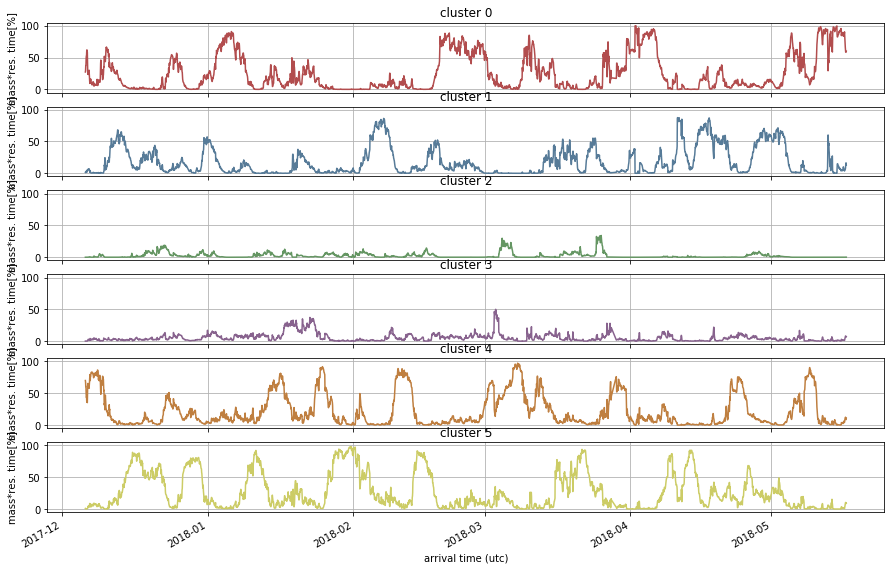 cluster 0
mass*res. time[%]
100
50
0
cluster 1
mass*res. time[%]
100
50
0
cluster 2
mass*res. time[%]
100
50
0
cluster 3
mass*res. time[%]
100
50
0
cluster 4
mass*res. time[%]
100
50
0
cluster 5
mass*res. time[%]
100
50
0
2017-12
2018-01
2018-02
2018-03
2018-04
2018-05
arrival time (utc)